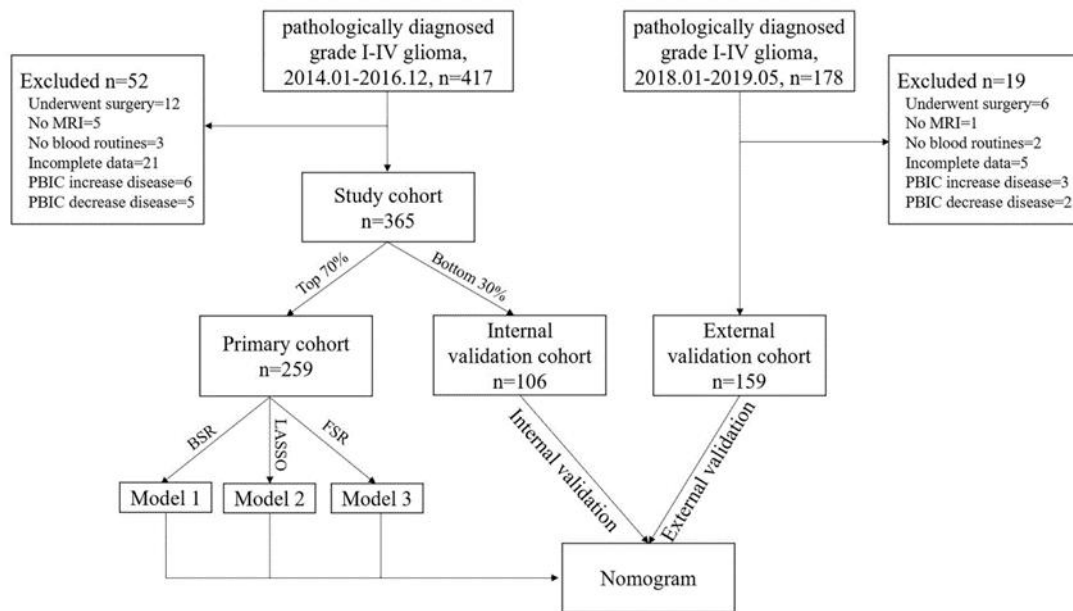 pathologically diagnosed
grade I-IV glioma,
2014.01-2016.12, n=417
pathologically diagnosed
grade I-IV glioma,
2018.01-2019.05, n=178
Excluded n=52
Underwent surgery=12
No MRI=5
No blood routines=3
Incomplete data=21
PBIC increase disease=6
PBIC decrease disease=5
Excluded n=19
Underwent surgery=6
No MRI=1
No blood routines=2
Incomplete data=5
PBIC increase disease=3
PBIC decrease disease=2
Study cohort
n=365
Top 70%
Bottom 30%
Primary cohort
n=259
Internal
validation cohort
n=106
External
validation cohort
n=159
BSR
LASSO
FSR
Internal validation
External validation
Model 1
Model 2
Model 3
Nomogram